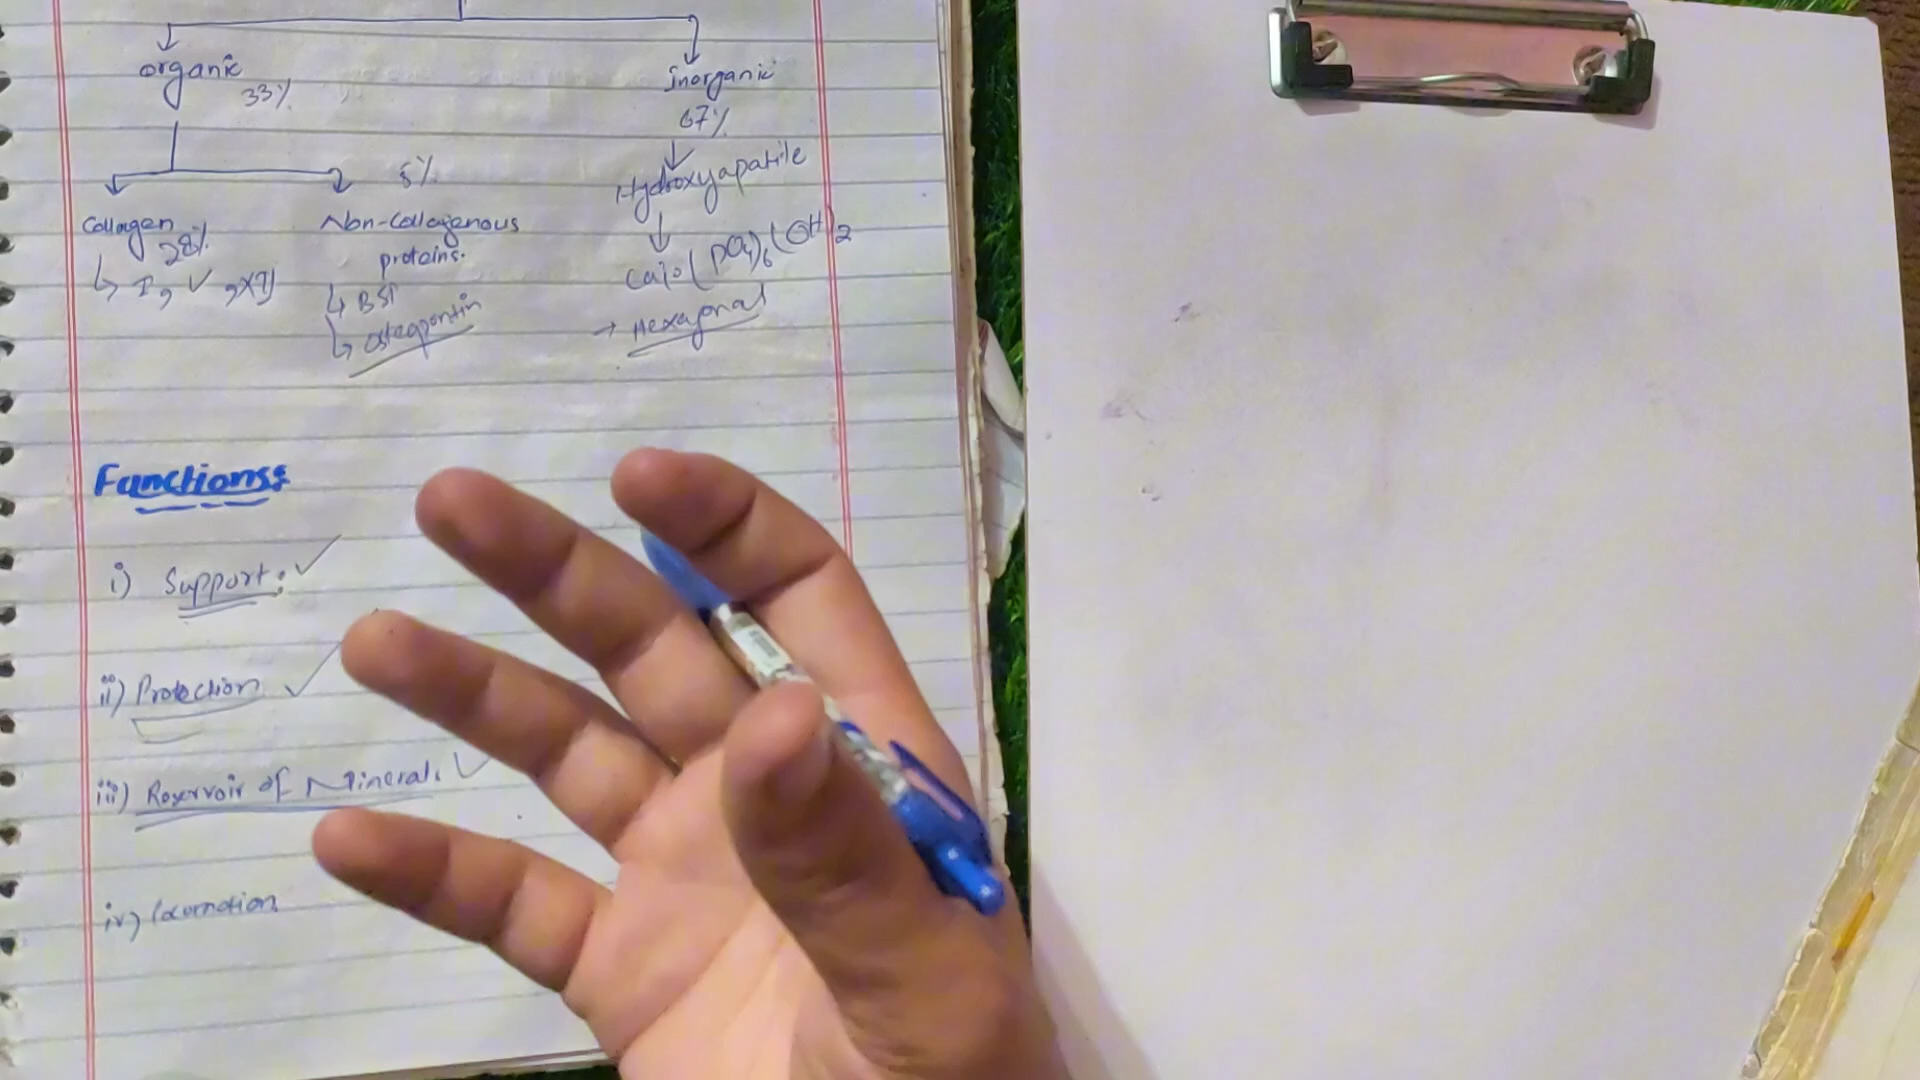 organic
33%
Inorganic
67%
5%
Hydroxyapatite
Collagen
28%
Non-collagenous
proteins.
Ca10(PO4)6(OH)2
↳ BSP
↳ Osteopontin
→ Hexagonal
Functions:
i) Support: ✓
ii) Protection ✓
iii) Reservoir of Minerals ✓
iv) locomotion